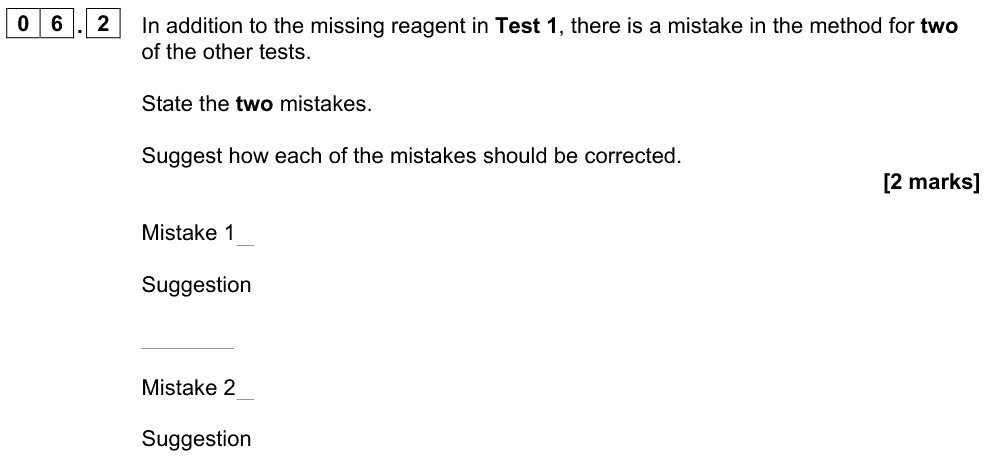 06.2 In addition to the missing reagent in Test 1, there is a mistake in the method for two
of the other tests.
State the two mistakes.
Suggest how each of the mistakes should be corrected.
[2 marks]
Mistake 1
Suggestion
Mistake 2
Suggestion